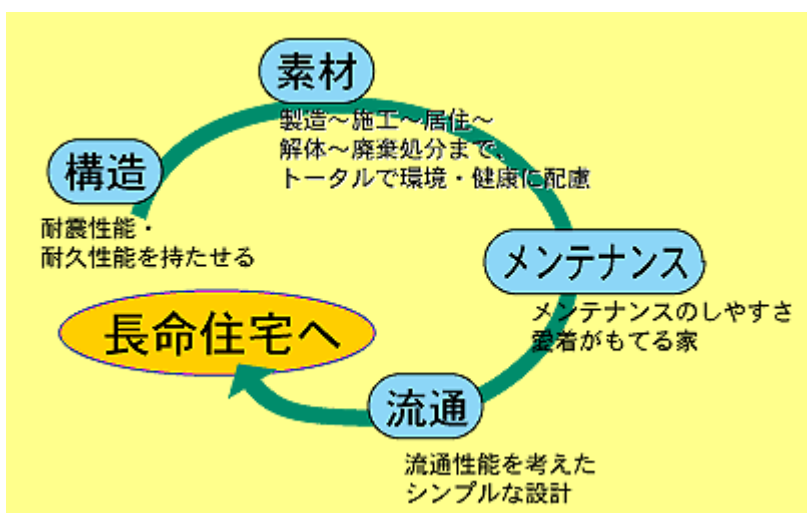 素材
製造～施工～居住～
解体～廃棄処分まで、
トータルで環境・健康に配慮
構造
耐震性能・
耐久性能を持たせる
メンテナンス
メンテナンスのしやすさ
愛着がもてる家
長命住宅へ
流通
流通性能を考えた
シンプルな設計